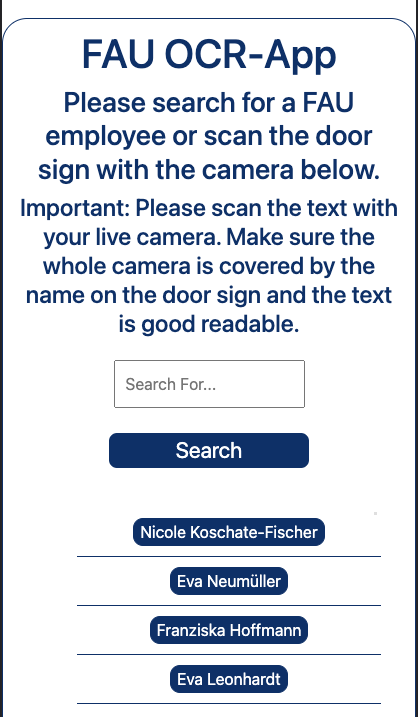 FAU OCR-App
Please search for a FAU
employee or scan the door
sign with the camera below.
Important: Please scan the text with
your live camera. Make sure the
whole camera is covered by the
name on the door sign and the text
is good readable.
Search For...
Search
Nicole Koschate-Fischer
Eva Neumüller
Franziska Hoffmann
Eva Leonhardt